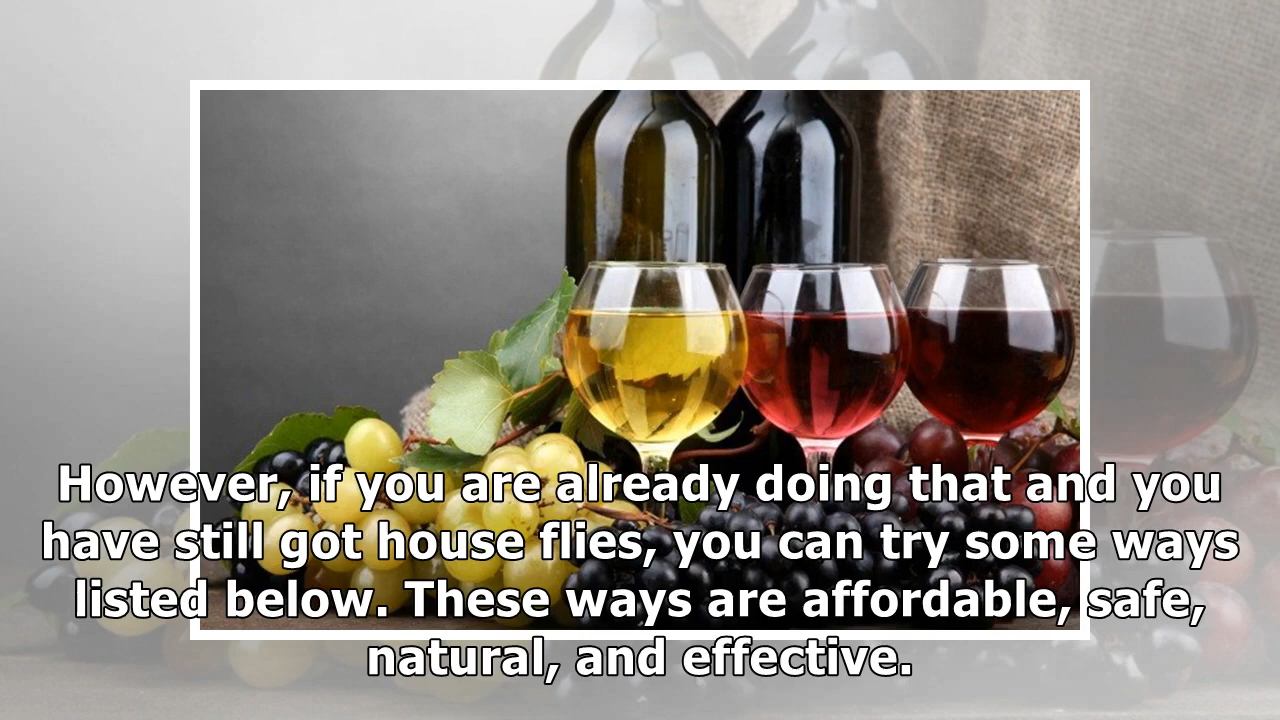 However, if you are already doing that and you
have still got house flies, you can try some ways
listed below. These ways are affordable, safe,
natural, and effective.